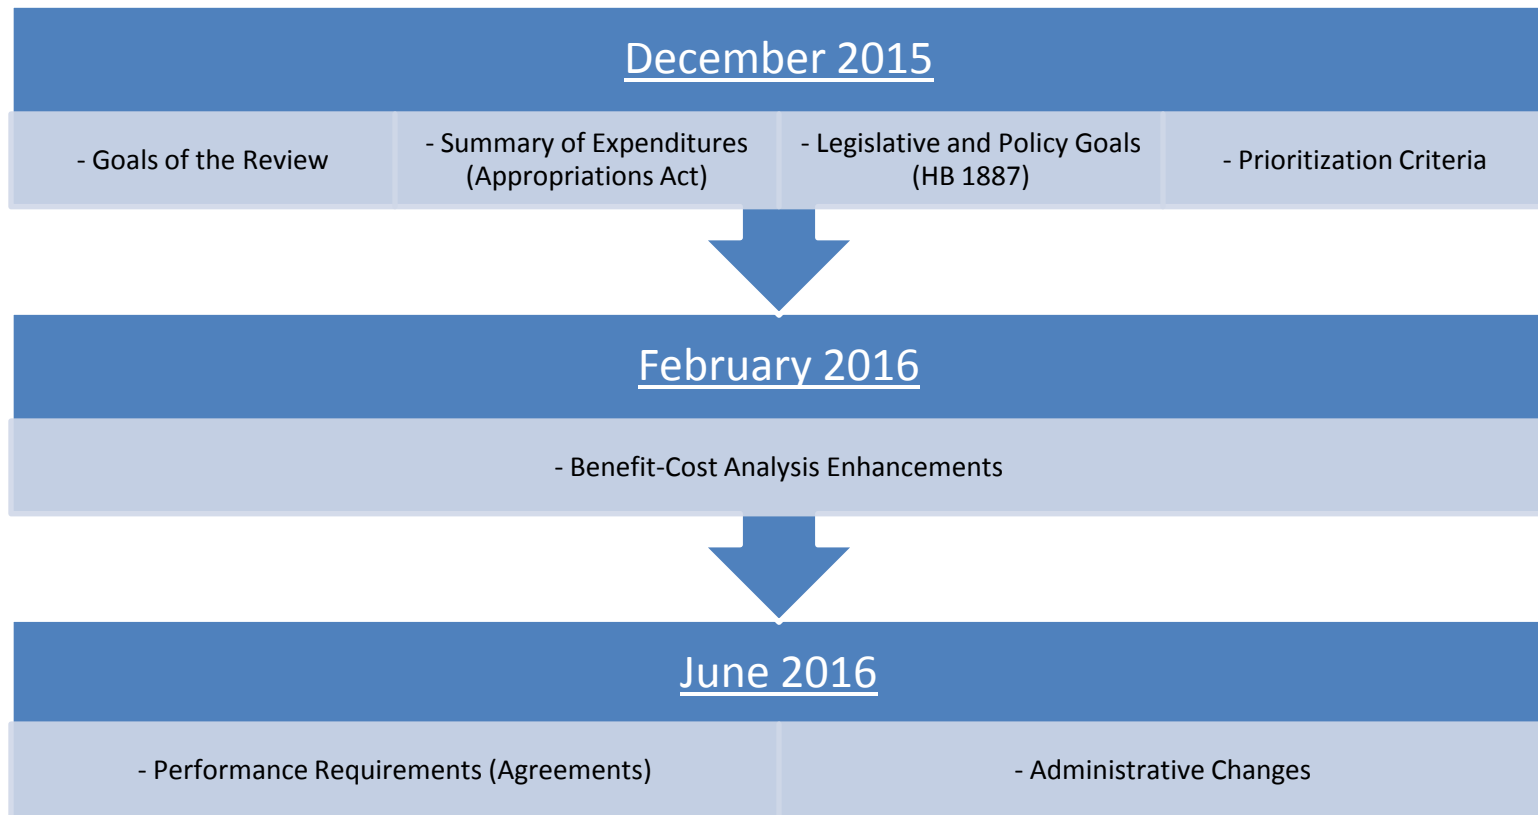 December 2015
- Goals of the Review
- Summary of Expenditures
(Appropriations Act)
- Legislative and Policy Goals
(HB 1887)
- Prioritization Criteria
February 2016
- Benefit-Cost Analysis Enhancements
June 2016
- Performance Requirements (Agreements)
- Administrative Changes